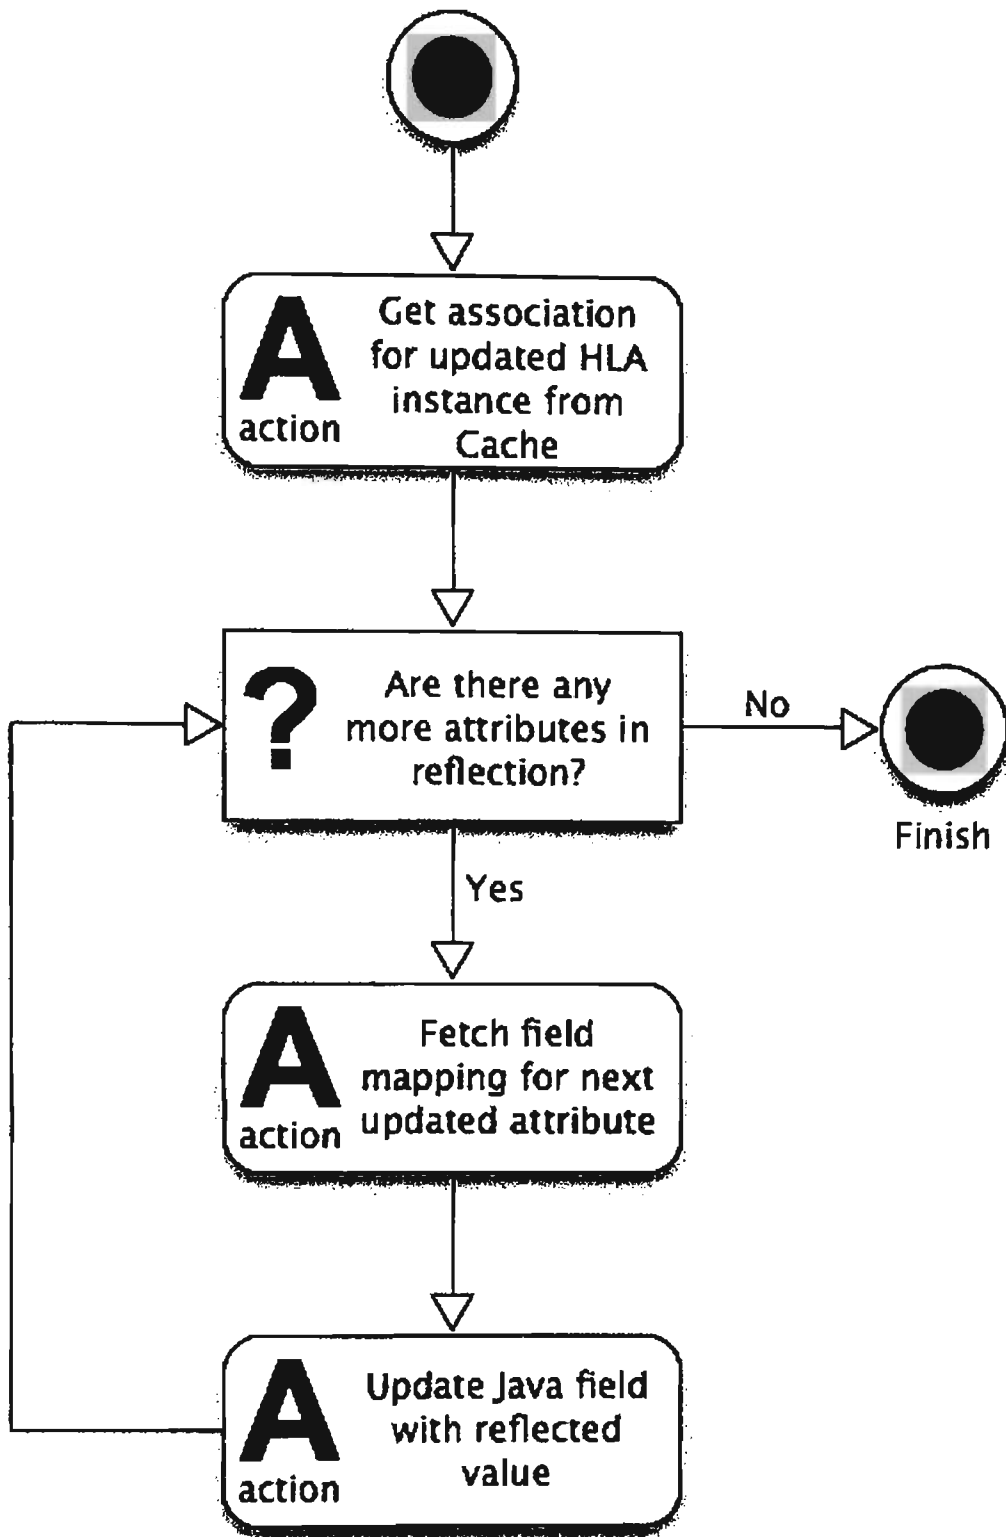 A
action
Get association
for updated HLA
instance from
Cache
?
Are there any
more attributes in
reflection?
No
Finish
Yes
A
action
Fetch field
mapping for next
updated attribute
A
action
Update Java field
with reflected
value